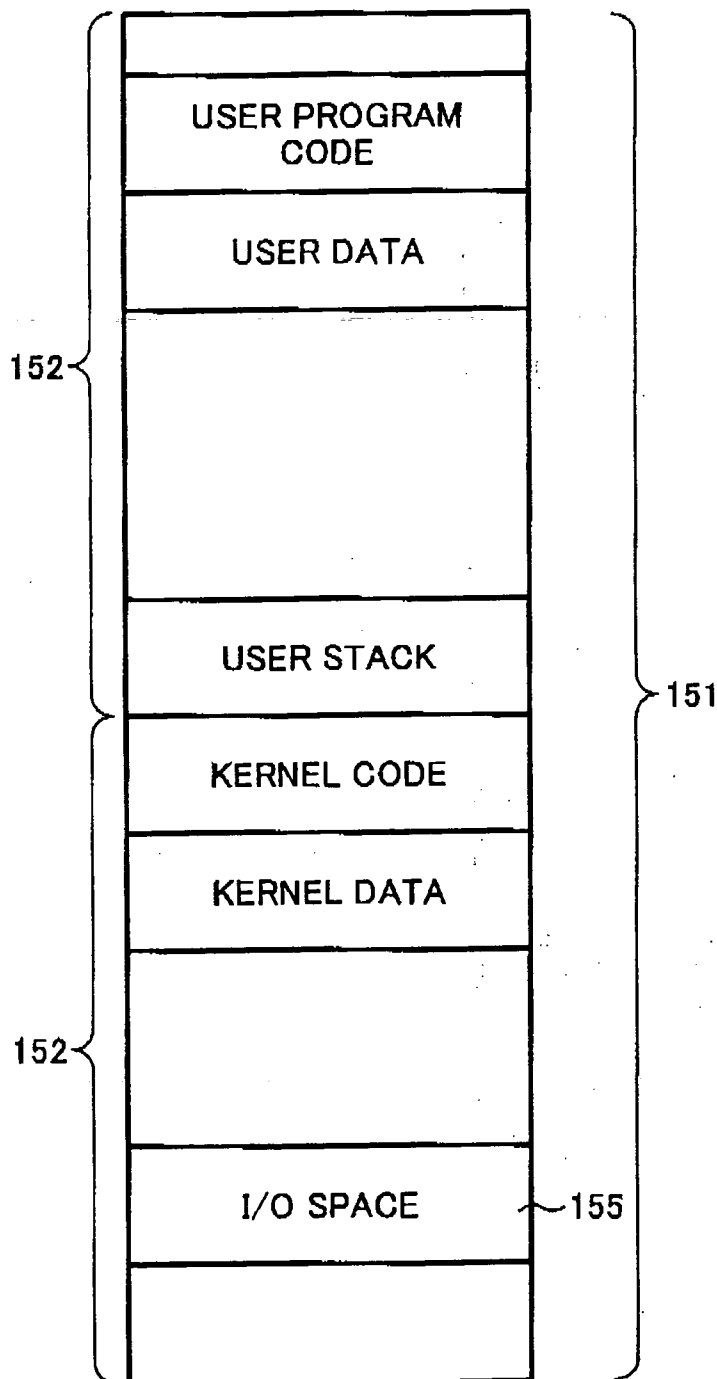 USER PROGRAM
CODE
USER DATA
152
USER STACK
151
KERNEL CODE
KERNEL DATA
152
I/O SPACE
155